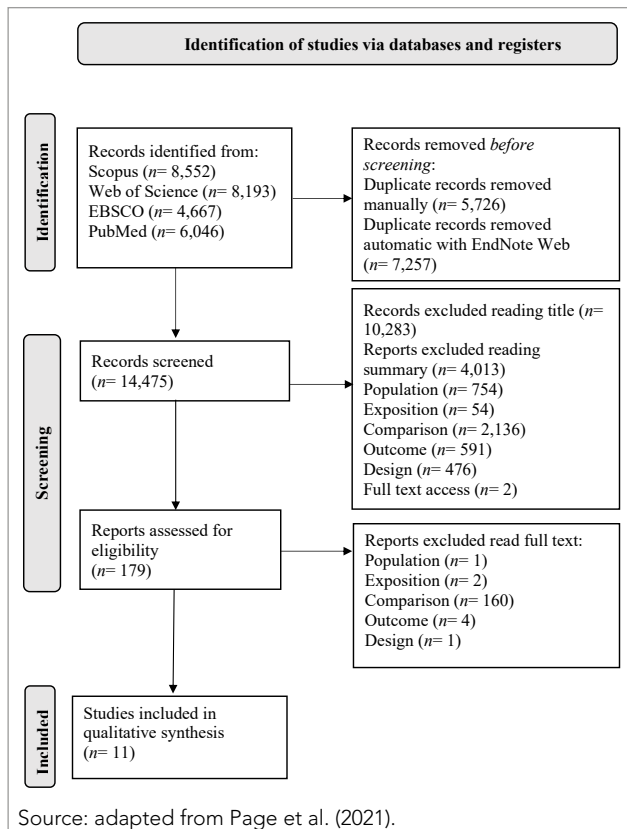 Identification of studies via databases and registers
Identification
Records identified from:
Scopus (n= 8,552)
Web of Science (n= 8,193)
EBSCO (n= 4,667)
PubMed (n= 6,046)
Records removed before
screening:
Duplicate records removed
manually (n= 5,726)
Duplicate records removed
automatic with EndNote Web
(n= 7,257)
Screening
Records screened
(n= 14,475)
Records excluded reading title (n=
10,283)
Reports excluded reading
summary (n= 4,013)
Population (n= 754)
Exposition (n= 54)
Comparison (n= 2,136)
Outcome (n= 591)
Design (n= 476)
Full text access (n= 2)
Reports assessed for
eligibility
(n= 179)
Reports excluded read full text:
Population (n= 1)
Exposition (n= 2)
Comparison (n= 160)
Outcome (n= 4)
Design (n= 1)
Included
Studies included in
qualitative synthesis
(n= 11)
Source: adapted from Page et al. (2021).